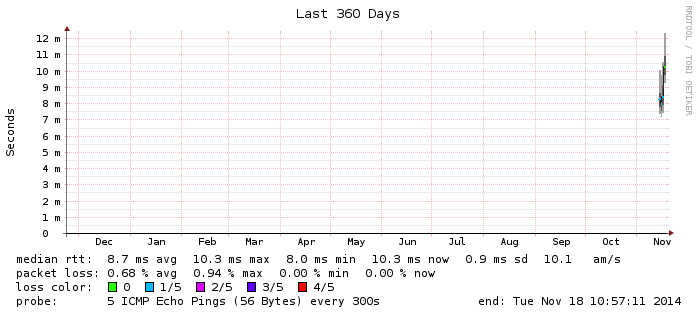 Last 360 Days
RRDTOOL / TOBI OETIKER
Seconds
12 m
11 m
10 m
9 m
8 m
7 m
6 m
5 m
4 m
3 m
2 m
1 m
0
Dec Jan Feb Mar Apr May Jun Jul Aug Sep Oct Nov
median rtt: 8.7 ms avg 10.3 ms max 8.0 ms min 10.3 ms now 0.9 ms sd 10.1 am/s
packet loss: 0.68 % avg 0.94 % max 0.00 % min 0.00 % now
loss color: 0 1/5 2/5 3/5 4/5
probe: 5 ICMP Echo Pings (56 Bytes) every 300s end: Tue Nov 18 10:57:11 2014